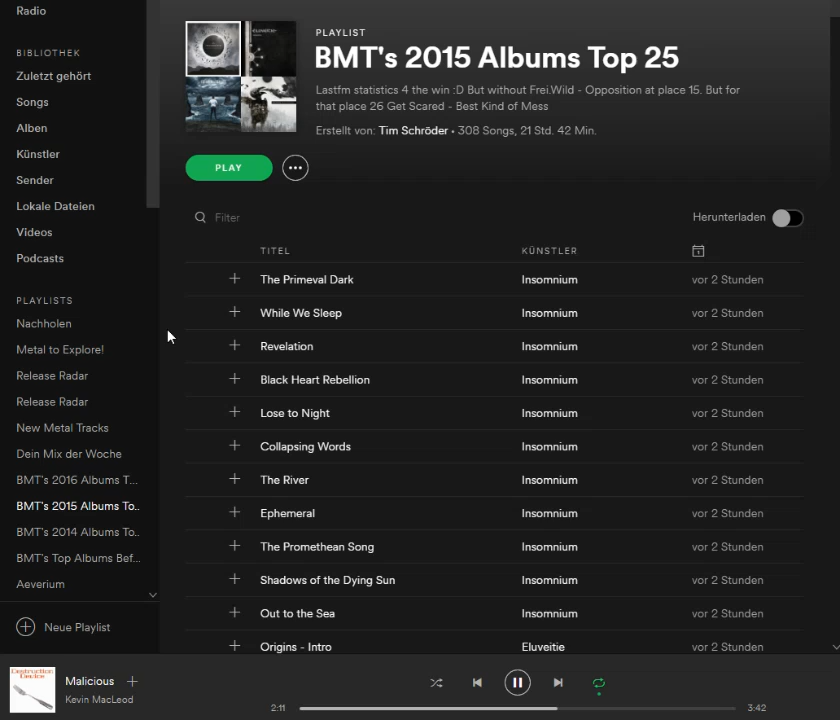 Radio
BIBLIOTHEK
Zuletzt gehört
Songs
Alben
Künstler
Sender
Lokale Dateien
Videos
Podcasts
PLAYLISTS
Nachholen
Metal to Explore!
Release Radar
Release Radar
New Metal Tracks
Dein Mix der Woche
BMT's 2016 Albums T...
BMT's 2015 Albums To..
BMT's 2014 Albums To..
BMT's Top Albums Bef...
Aeverium
Neue Playlist
PLAYLIST
BMT's 2015 Albums Top 25
Lastfm statistics 4 the win :D But without Frei.Wild - Opposition at place 15. But for
that place 26 Get Scared - Best Kind of Mess
Erstellt von: Tim Schröder • 308 Songs, 21 Std. 42 Min.
PLAY
Filter
Herunterladen
TITEL KÜNSTLER
The Primeval Dark Insomnium vor 2 Stunden
While We Sleep Insomnium vor 2 Stunden
Revelation Insomnium vor 2 Stunden
Black Heart Rebellion Insomnium vor 2 Stunden
Lose to Night Insomnium vor 2 Stunden
Collapsing Words Insomnium vor 2 Stunden
The River Insomnium vor 2 Stunden
Ephemeral Insomnium vor 2 Stunden
The Promethean Song Insomnium vor 2 Stunden
Shadows of the Dying Sun Insomnium vor 2 Stunden
Out to the Sea Insomnium vor 2 Stunden
Origins - Intro Eluveitie vor 2 Stunden
Destruction
Device
Malicious
Kevin MacLeod
2:11 3:42